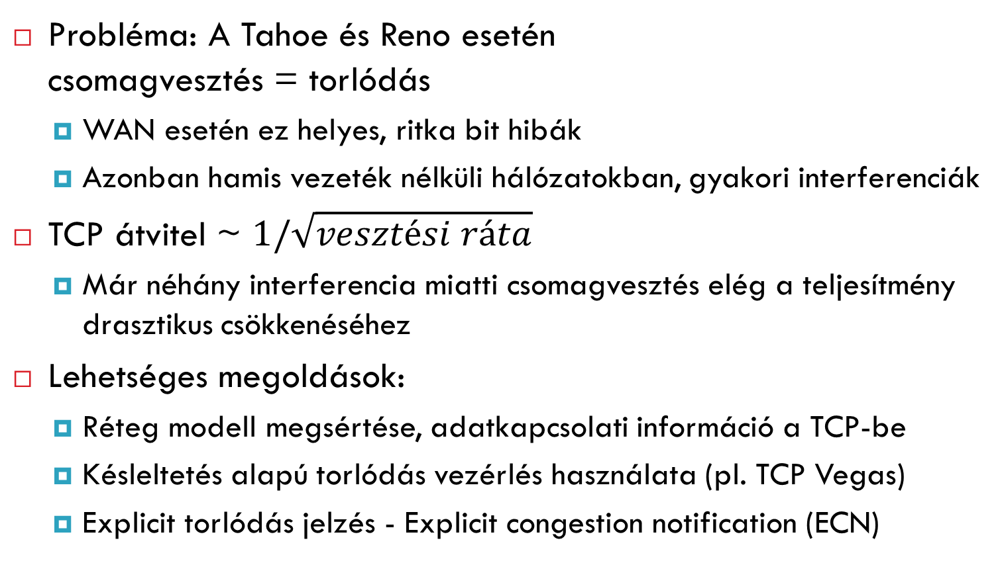 Probléma: A Tahoe és Reno esetén
csomagvesztés = torlódás
WAN esetén ez helyes, ritka bit hibák
Azonban hamis vezeték nélküli hálózatokban, gyakori interferenciák
TCP átvitel ~ 1/√vesztési ráta
Már néhány interferencia miatti csomagvesztés elég a teljesítmény
drasztikus csökkenéséhez
Lehetséges megoldások:
Réteg modell megsértése, adatkapcsolati információ a TCP-be
Késleltetés alapú torlódás vezérlés használata (pl. TCP Vegas)
Explicit torlódás jelzés - Explicit congestion notification (ECN)